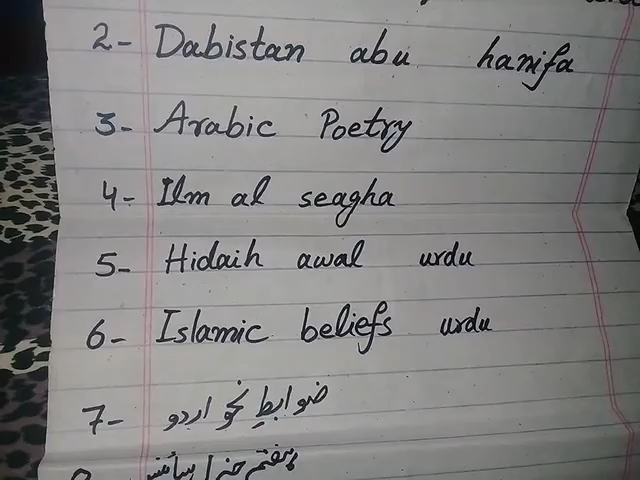 2- Dabistan abu hanifa
3- Arabic Poetry
4- Ilm al seagha
5- Hidaih awal urdu
6- Islamic beliefs urdu
7- ضوابطِ نحو اردو